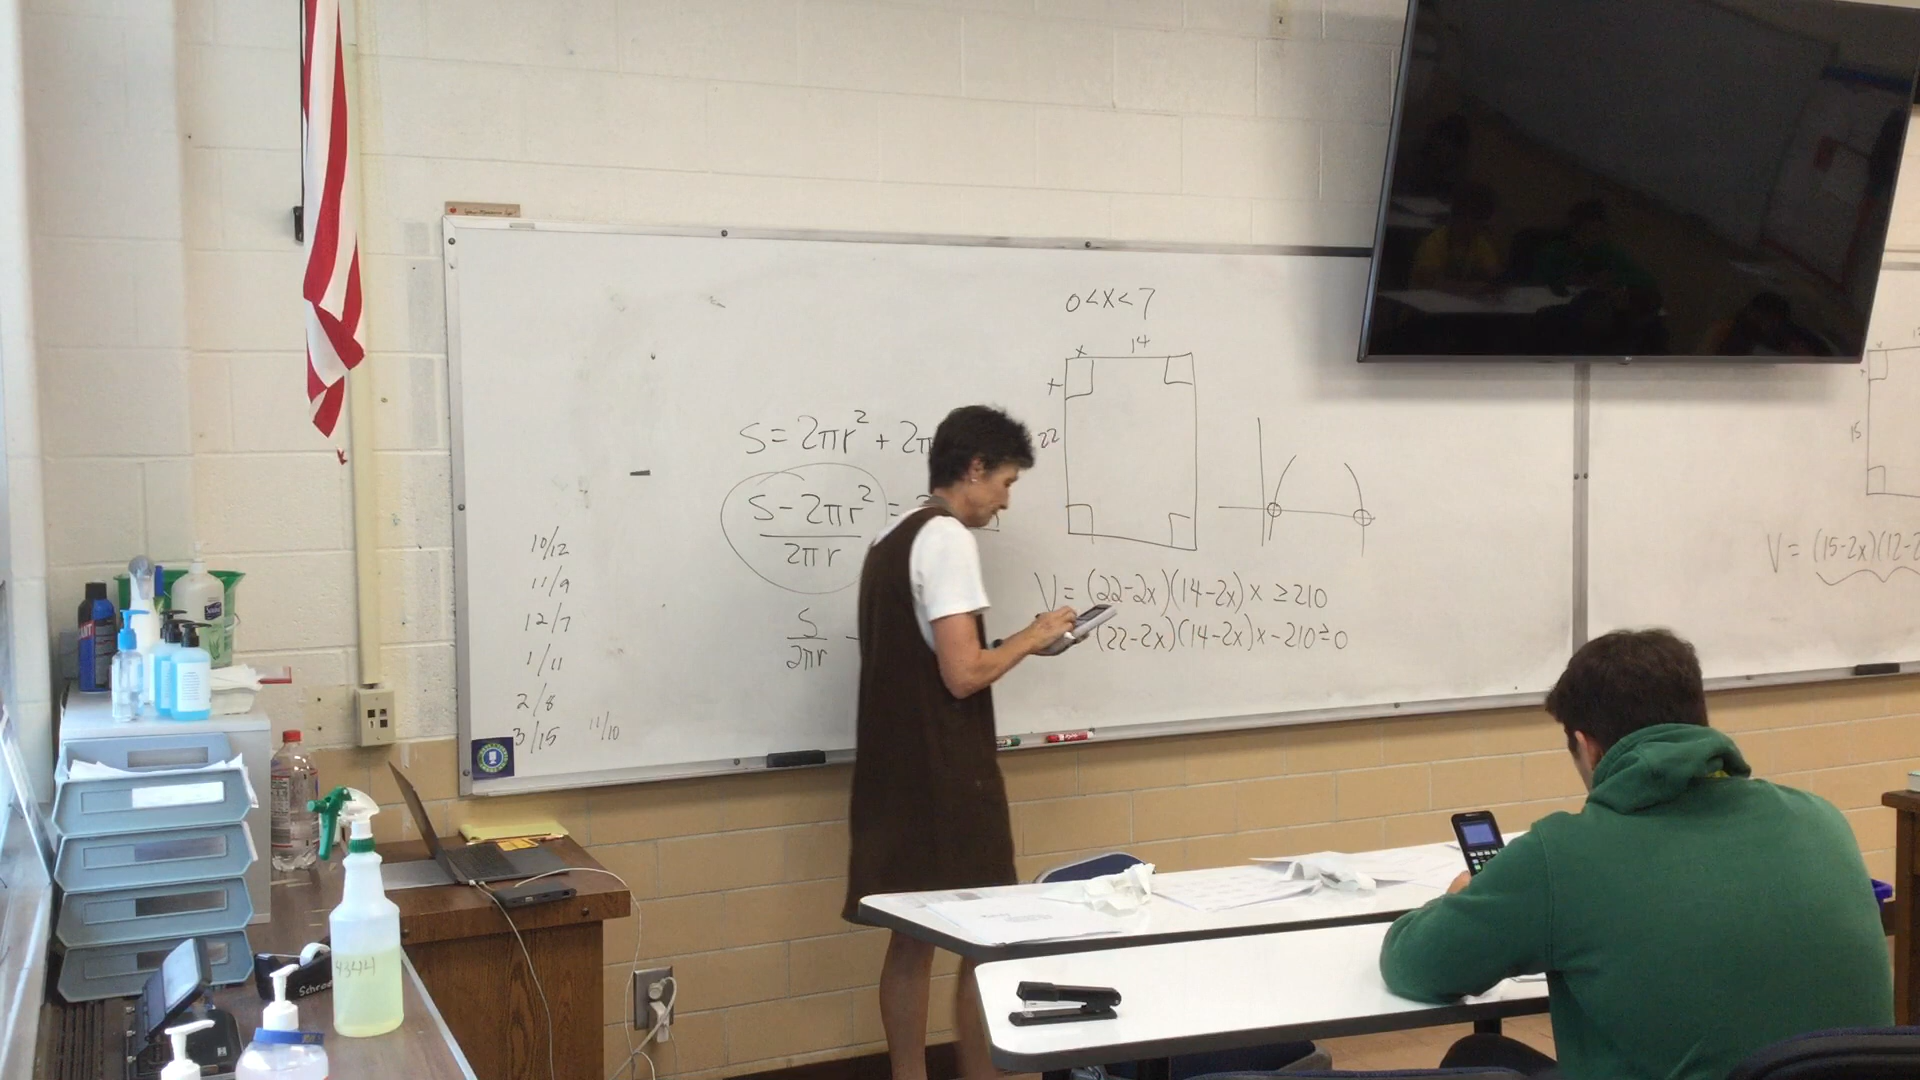 0<x<7
x 14
x
22
S=2πr²+2π
S-2πr² =
2πr
S
2πr
V=(22-2x)(14-2x)x≥210
(22-2x)(14-2x)x-210≥0
10/12
11/9
12/7
1/11
2/8
3/15 11/10
x
x
15
V=(15-2x)(12-2
4344